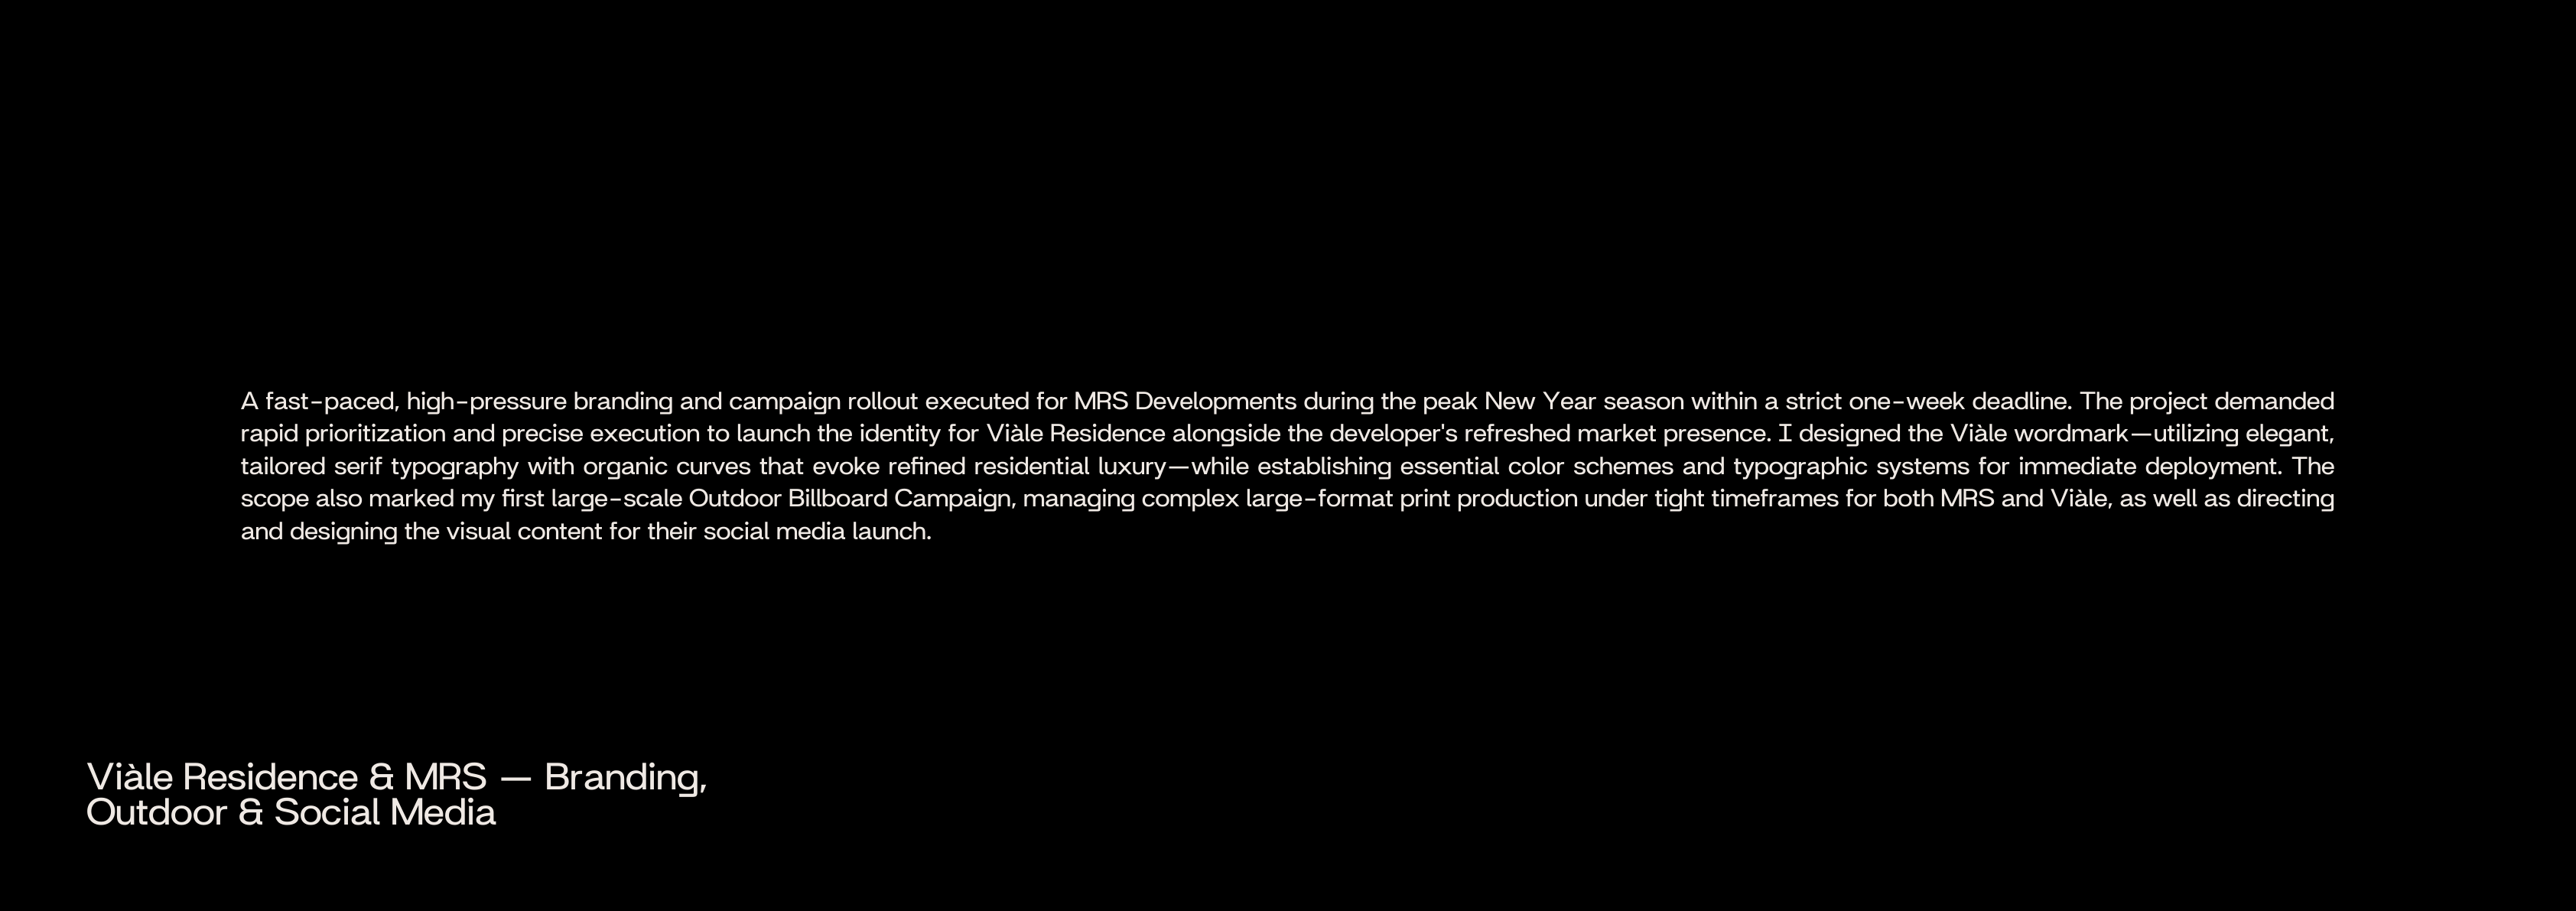 A fast-paced, high-pressure branding and campaign rollout executed for MRS Developments during the peak New Year season within a strict one-week deadline. The project demanded
rapid prioritization and precise execution to launch the identity for Viàle Residence alongside the developer's refreshed market presence. I designed the Viàle wordmark—utilizing elegant,
tailored serif typography with organic curves that evoke refined residential luxury—while establishing essential color schemes and typographic systems for immediate deployment. The
scope also marked my first large-scale Outdoor Billboard Campaign, managing complex large-format print production under tight timeframes for both MRS and Viàle, as well as directing
and designing the visual content for their social media launch.
Viàle Residence & MRS — Branding,
Outdoor & Social Media